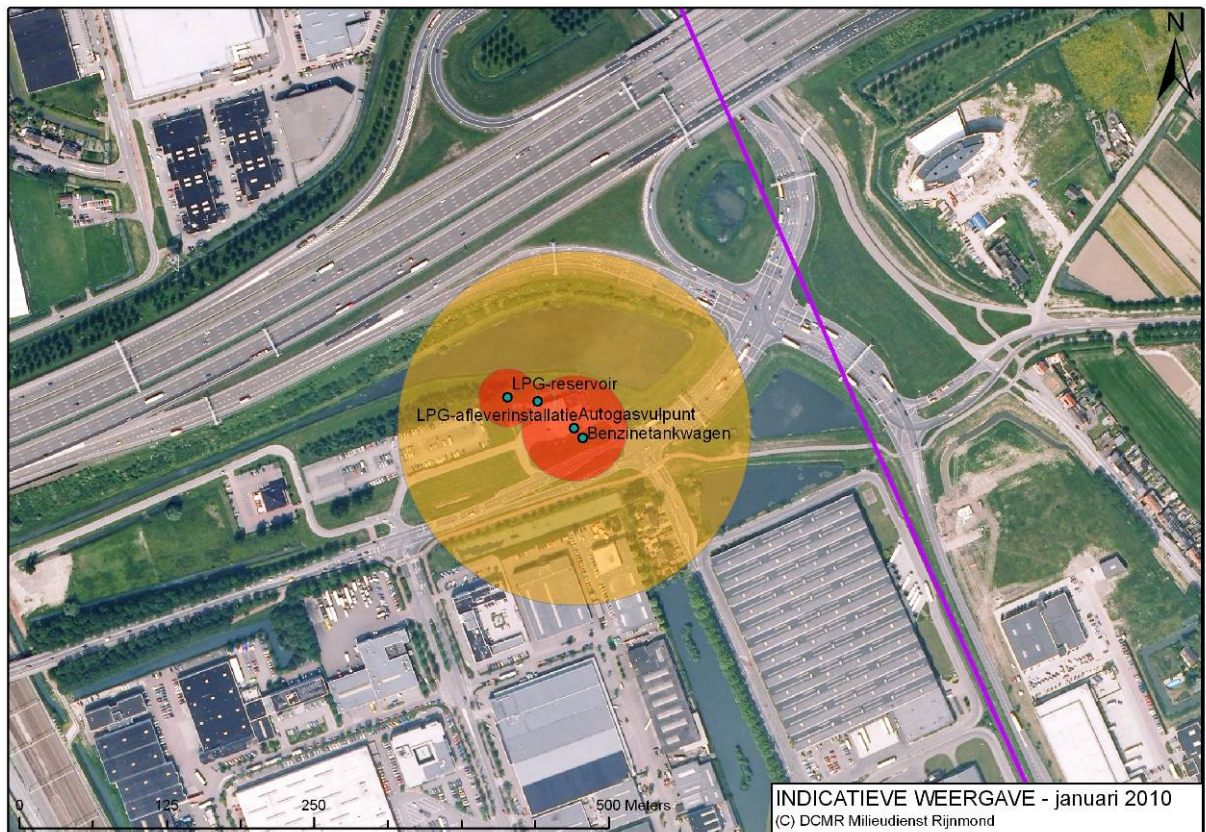 N
LPG-reservoir
LPG-afleverinstallatie Autogasvulpunt
Benzinetankwagen
0 125 250 500 Meters
INDICATIEVE WEERGAVE - januari 2010
(C) DCMR Milieudienst Rijnmond